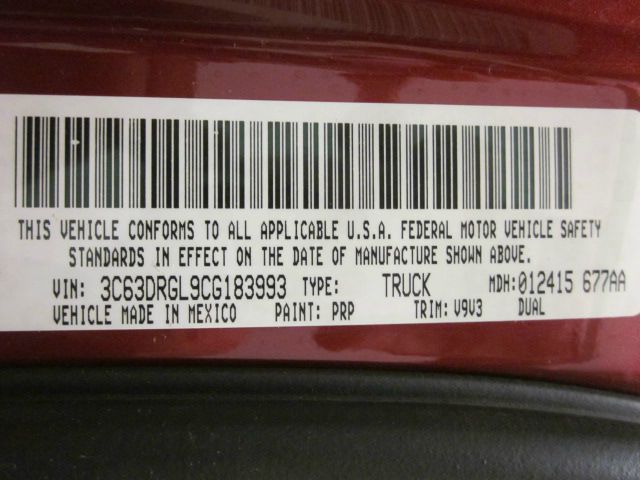 THIS VEHICLE CONFORMS TO ALL APPLICABLE U.S.A. FEDERAL MOTOR VEHICLE SAFETY
STANDARDS IN EFFECT ON THE DATE OF MANUFACTURE SHOWN ABOVE.
VIN: 3C63DRGL9CG183993 TYPE: TRUCK MDH:012415 677AA
VEHICLE MADE IN MEXICO PAINT: PRP TRIM: V9V3 DUAL